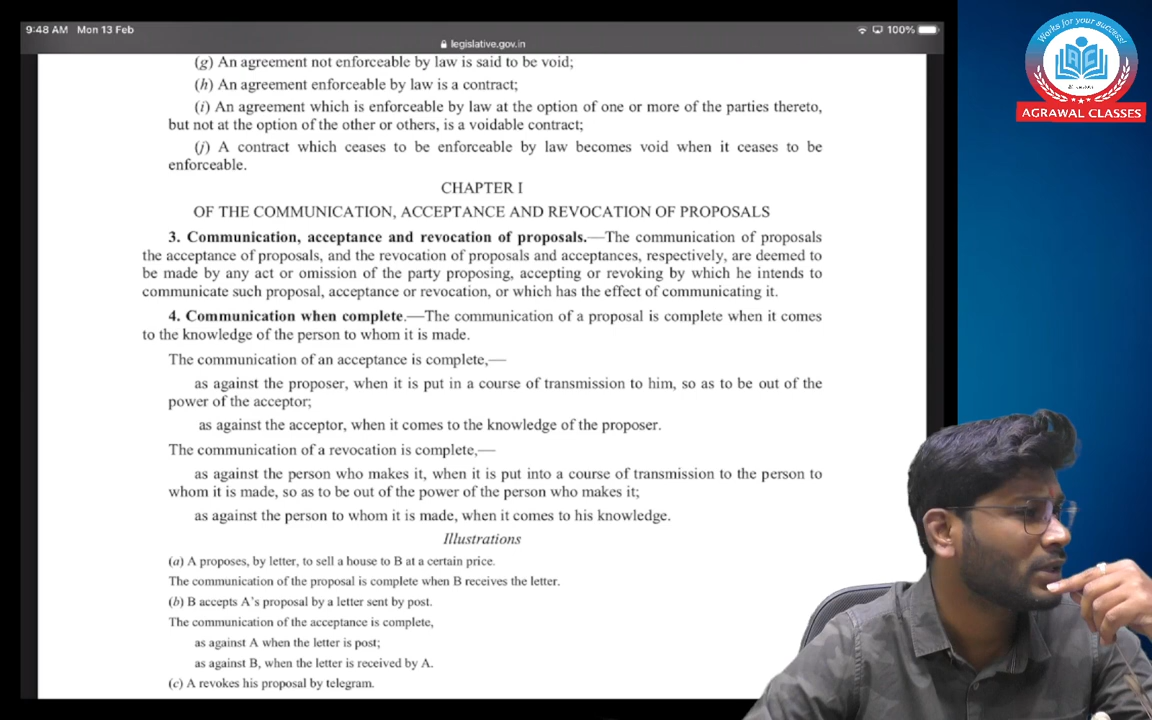 9:48 AM Mon 13 Feb
100%
legislative.gov.in
(g) An agreement not enforceable by law is said to be void;
(h) An agreement enforceable by law is a contract;
(i) An agreement which is enforceable by law at the option of one or more of the parties thereto,
but not at the option of the other or others, is a voidable contract;
(j) A contract which ceases to be enforceable by law becomes void when it ceases to be
enforceable.
CHAPTER I
OF THE COMMUNICATION, ACCEPTANCE AND REVOCATION OF PROPOSALS
3. Communication, acceptance and revocation of proposals.—The communication of proposals
the acceptance of proposals, and the revocation of proposals and acceptances, respectively, are deemed to
be made by any act or omission of the party proposing, accepting or revoking by which he intends to
communicate such proposal, acceptance or revocation, or which has the effect of communicating it.
4. Communication when complete.—The communication of a proposal is complete when it comes
to the knowledge of the person to whom it is made.
The communication of an acceptance is complete,—
as against the proposer, when it is put in a course of transmission to him, so as to be out of the
power of the acceptor;
as against the acceptor, when it comes to the knowledge of the proposer.
The communication of a revocation is complete,—
as against the person who makes it, when it is put into a course of transmission to the person to
whom it is made, so as to be out of the power of the person who makes it;
as against the person to whom it is made, when it comes to his knowledge.
Illustrations
(a) A proposes, by letter, to sell a house to B at a certain price.
The communication of the proposal is complete when B receives the letter.
(b) B accepts A's proposal by a letter sent by post.
The communication of the acceptance is complete,
as against A when the letter is post;
as against B, when the letter is received by A.
(c) A revokes his proposal by telegram.
Works for your success!
AC
AGRAWAL CLASSES